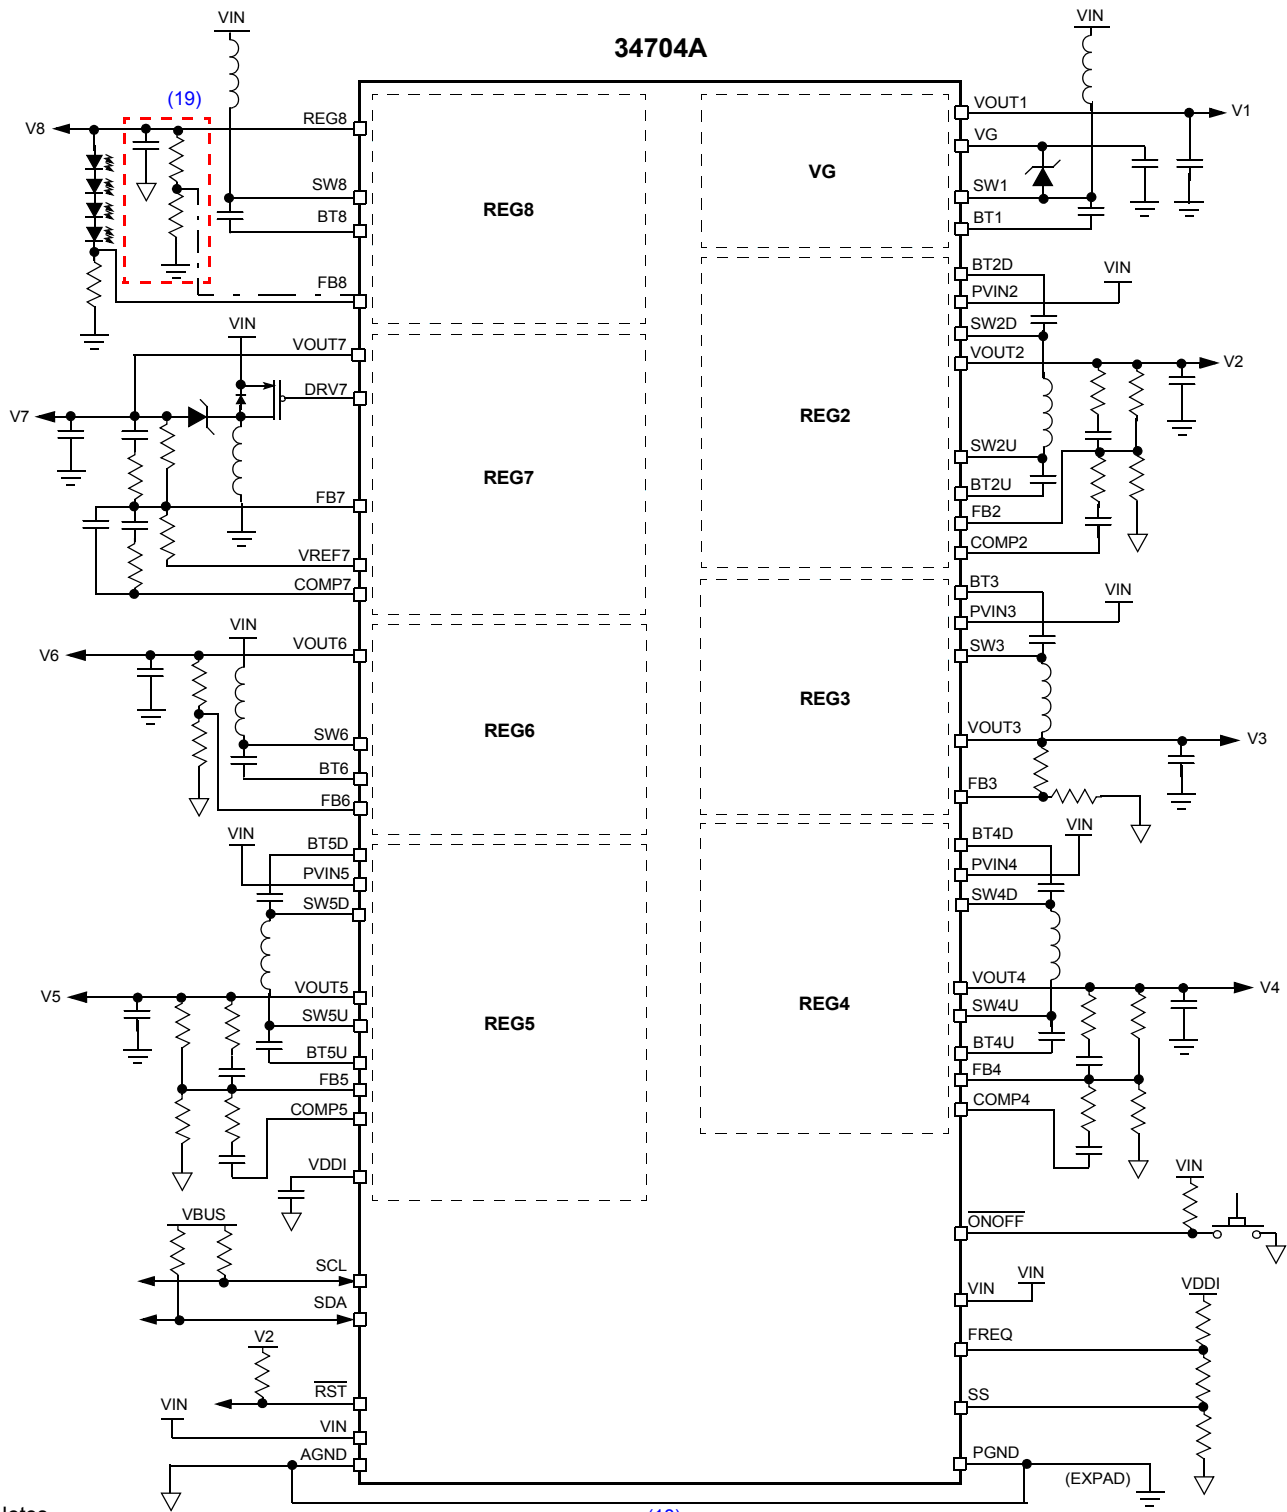 34704A
VIN
(19)
V8
REG8
SW8
BT8
FB8
REG8
VIN
VOUT7
DRV7
V7
FB7
VREF7
COMP7
REG7
VIN
VOUT6
V6
SW6
BT6
FB6
REG6
VIN
BT5D
PVIN5
SW5D
V5
VOUT5
SW5U
BT5U
FB5
COMP5
REG5
VDDI
VBUS
SCL
SDA
V2
RST
VIN
VIN
AGND
VIN
VOUT1
V1
VG
VG
SW1
BT1
BT2D
VIN
PVIN2
SW2D
VOUT2
V2
REG2
SW2U
BT2U
FB2
COMP2
BT3
VIN
PVIN3
SW3
REG3
VOUT3
V3
FB3
BT4D
VIN
PVIN4
SW4D
VOUT4
V4
REG4
SW4U
BT4U
FB4
COMP4
VIN
ONOFF
VIN
VIN
VDDI
FREQ
SS
PGND
(EXPAD)